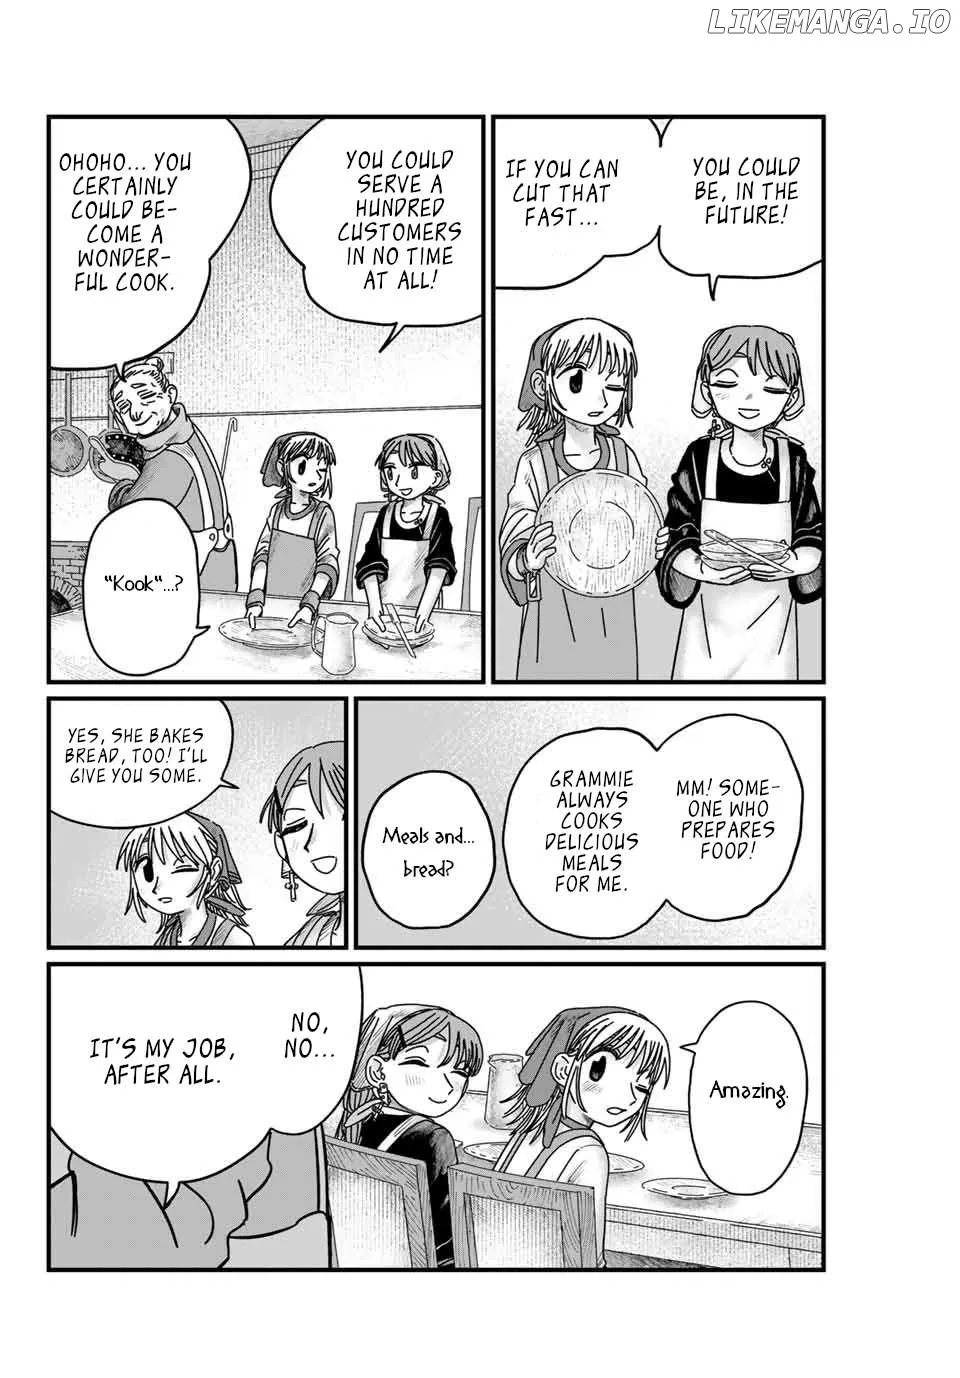 LIKEMANGA.IO
YOU COULD
BE, IN THE
FUTURE!
IF YOU CAN
CUT THAT
FAST...
YOU COULD
SERVE A
HUNDRED
CUSTOMERS
IN NO TIME
AT ALL!
OHOHO... YOU
CERTAINLY
COULD BE-
COME A
WONDER-
FUL COOK.
"Kook"...?
MM! SOME-
ONE WHO
PREPARES
FOOD!
GRAMMIE
ALWAYS
COOKS
DELICIOUS
MEALS
FOR ME.
Meals and...
bread?
YES, SHE BAKES
BREAD, TOO! I'LL
GIVE YOU SOME.
Amazing.
NO,
NO...
IT'S MY JOB,
AFTER ALL.